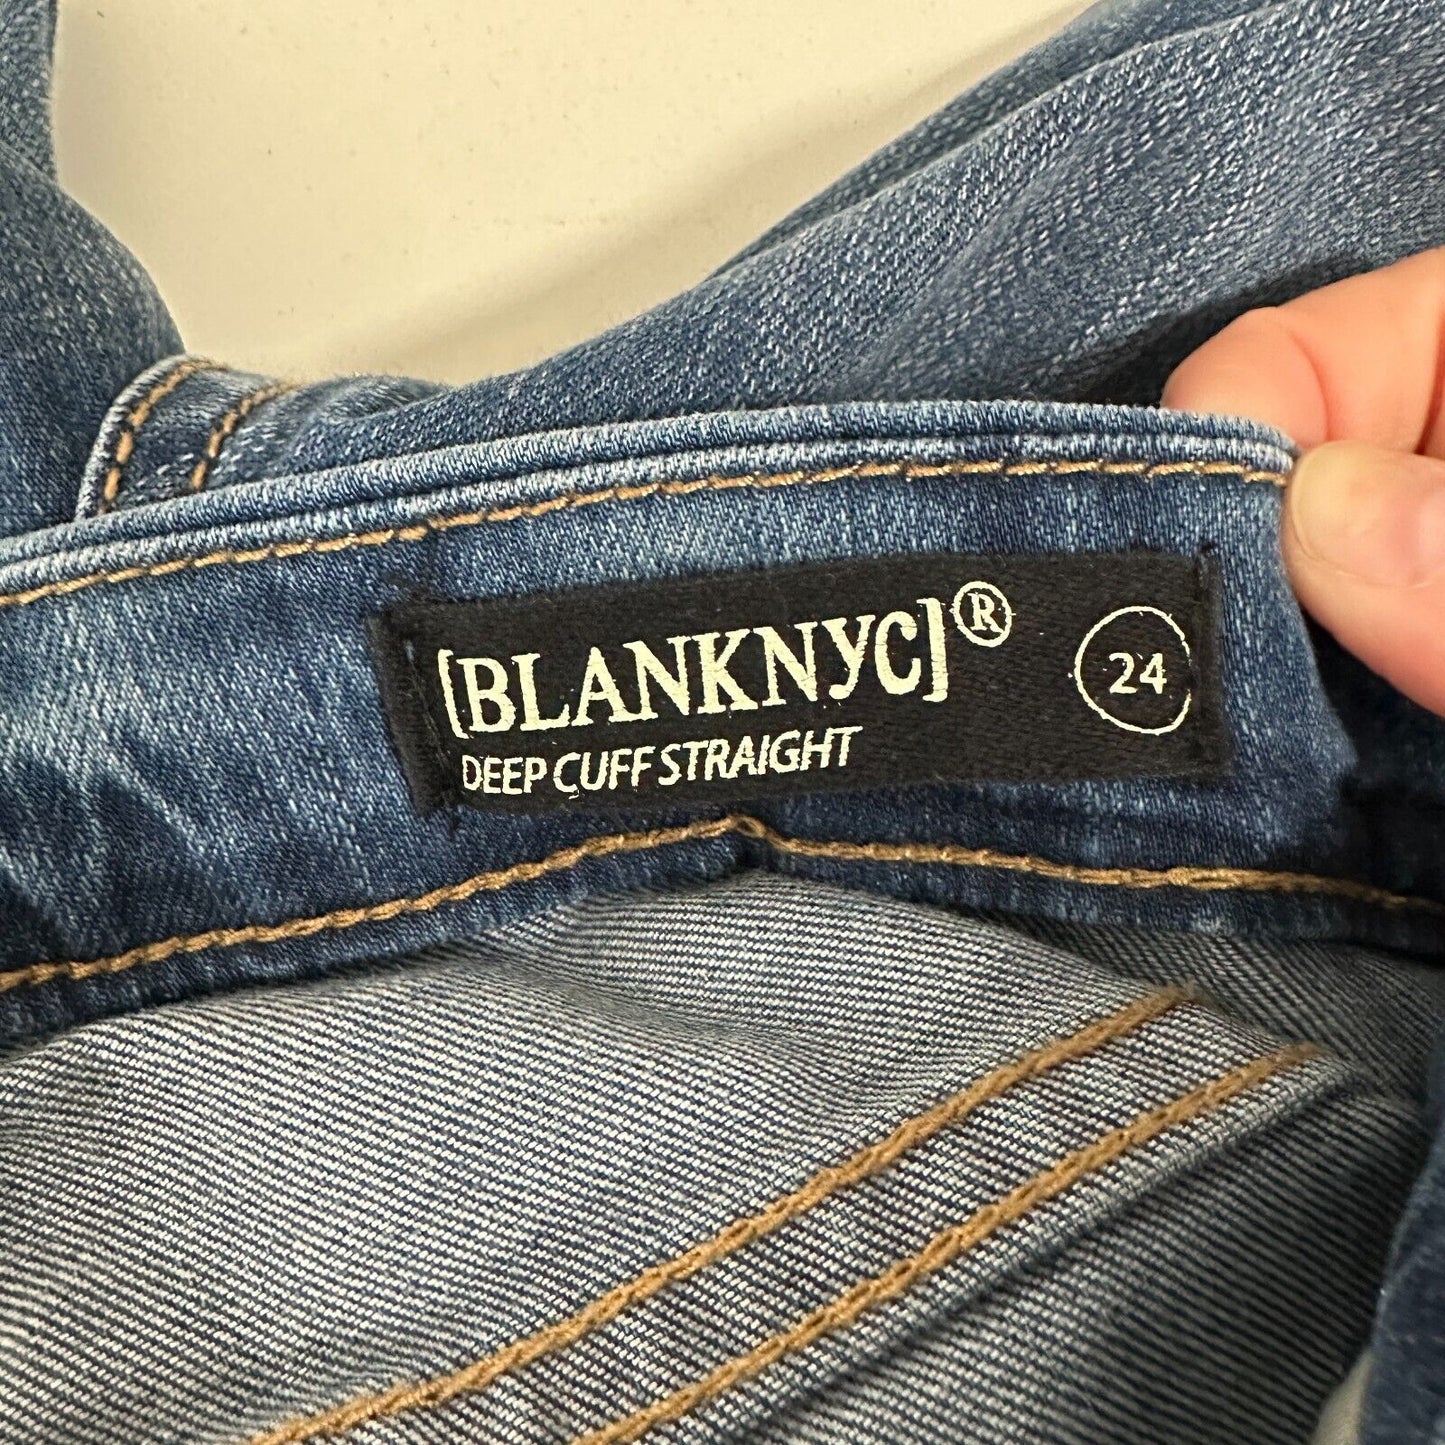 [BLANKNYC]® 24
DEEP CUFF STRAIGHT